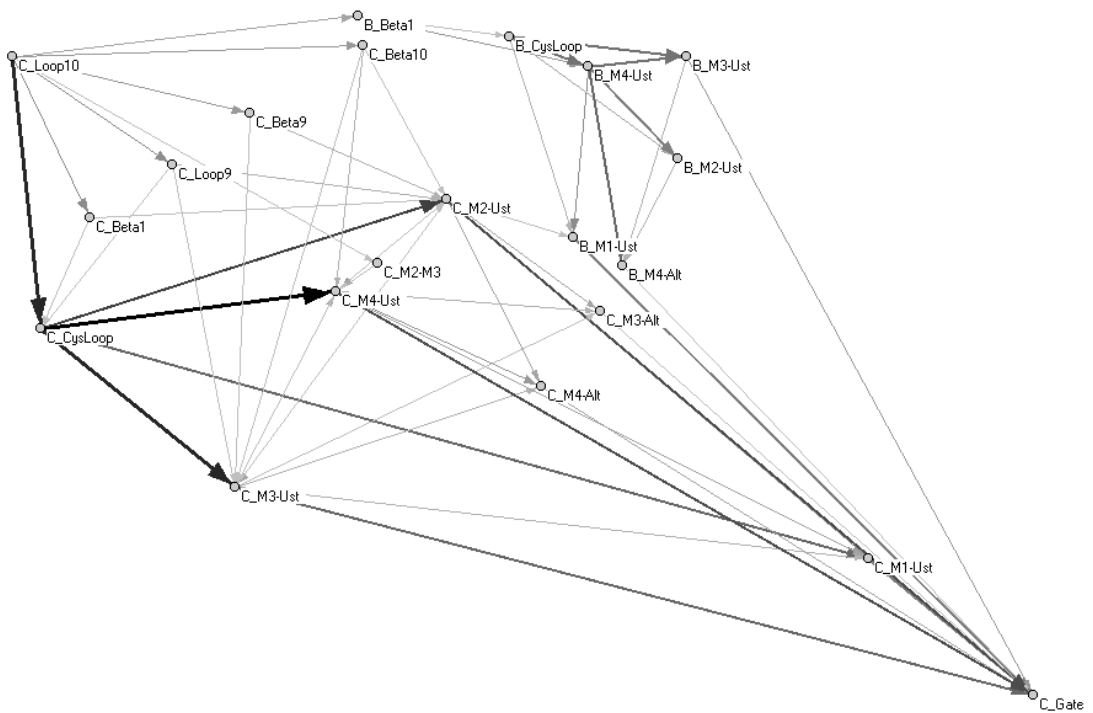 B_Beta1
B_CysLoop
C_Beta10
C_Loop10
B_M3-Ust
B_M4-Ust
C_Beta9
B_M2-Ust
C_Loop9
C_M2-Ust
C_Beta1
B_M1-Ust
C_M2-M3
B_M4-Alt
C_M4-Ust
C_M3-Alt
C_CysLoop
C_M4-Alt
C_M3-Ust
C_M1-Ust
C_Gate